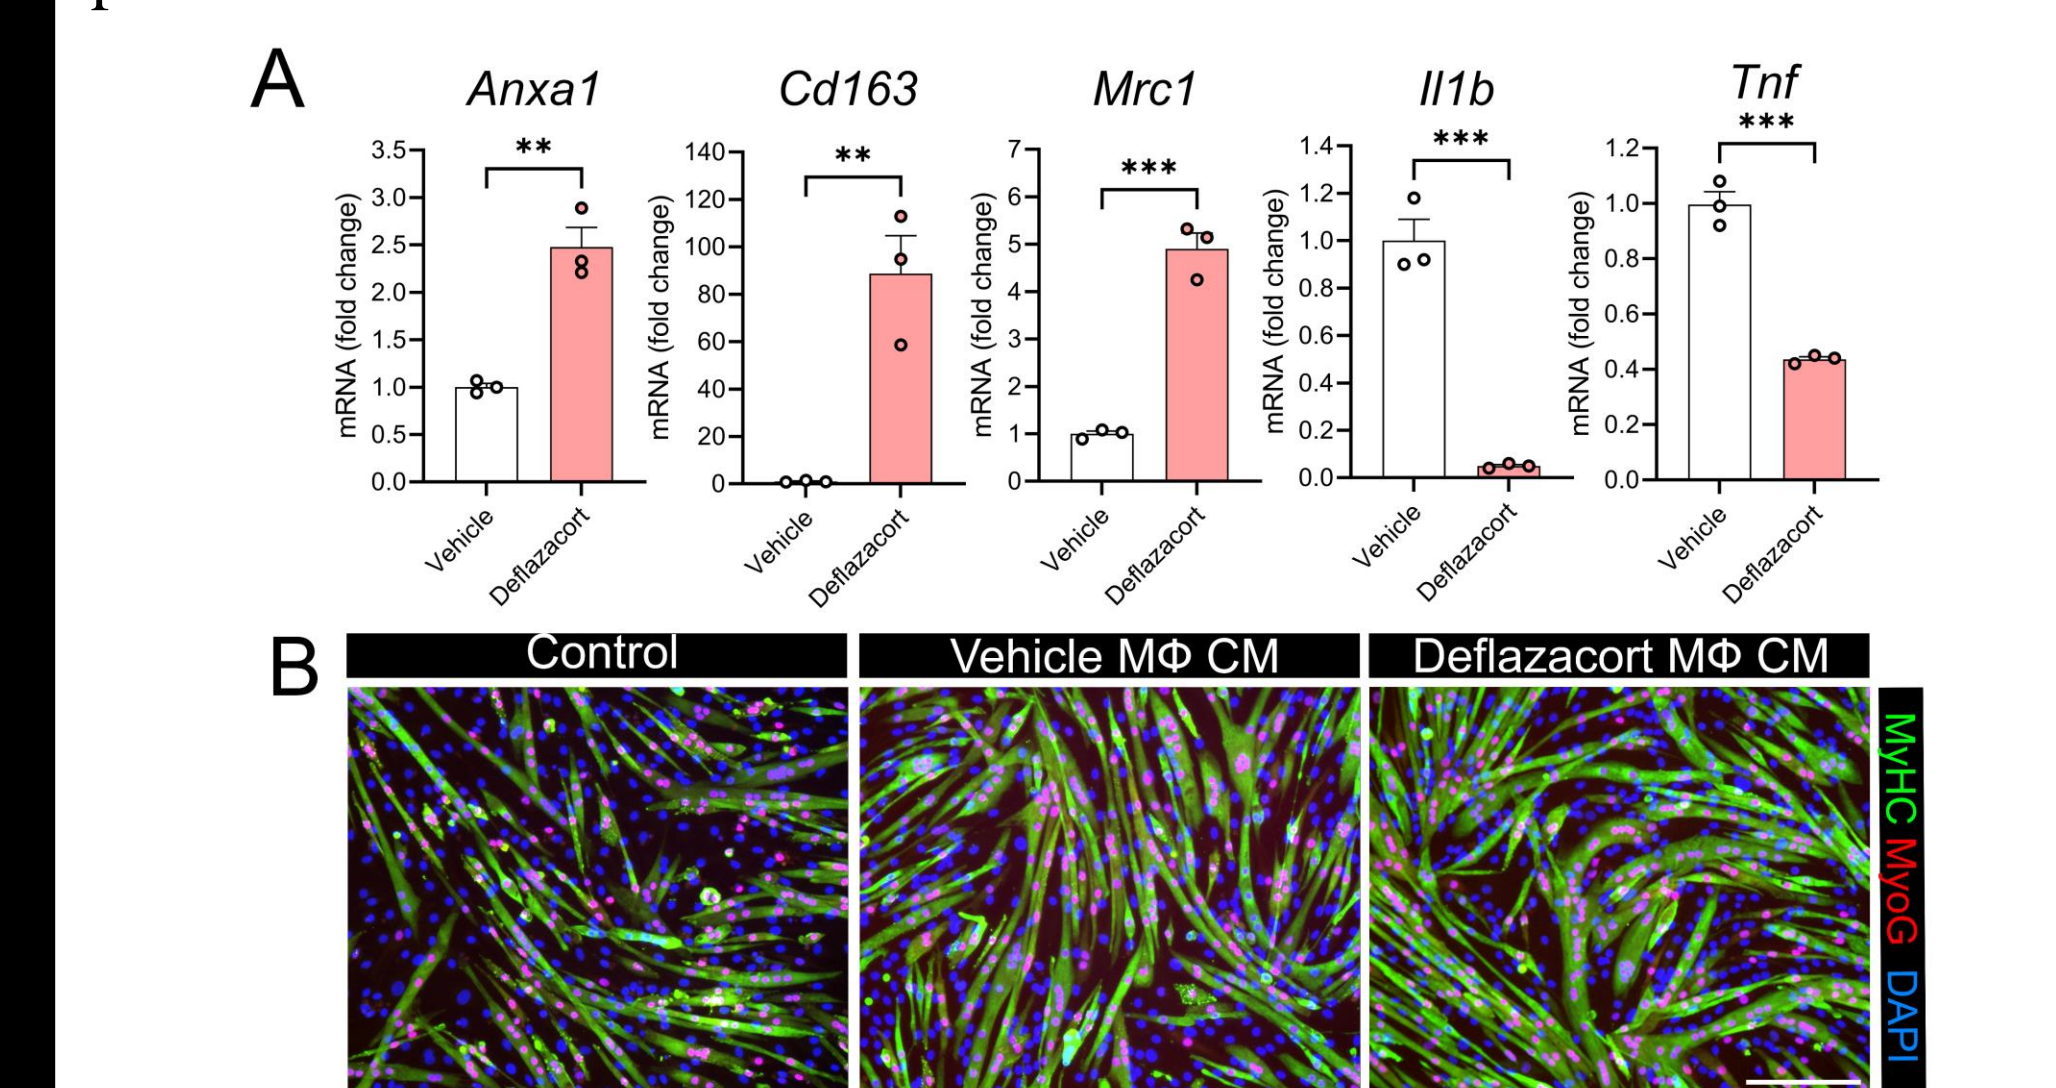 A
Anxa1
Cd163
Mrc1
Il1b
Tnf
**
**
***
***
***
mRNA (fold change)
3.5
3.0
2.5
2.0
1.5
1.0
0.5
0.0
Vehicle
Deflazacort
mRNA (fold change)
140
120
100
80
60
40
20
0
Vehicle
Deflazacort
mRNA (fold change)
7
6
5
4
3
2
1
0
Vehicle
Deflazacort
mRNA (fold change)
1.4
1.2
1.0
0.8
0.6
0.4
0.2
0.0
Vehicle
Deflazacort
mRNA (fold change)
1.2
1.0
0.8
0.6
0.4
0.2
0.0
Vehicle
Deflazacort
B
Control
Vehicle MΦ CM
Deflazacort MΦ CM
MyHC MyoG DAPI